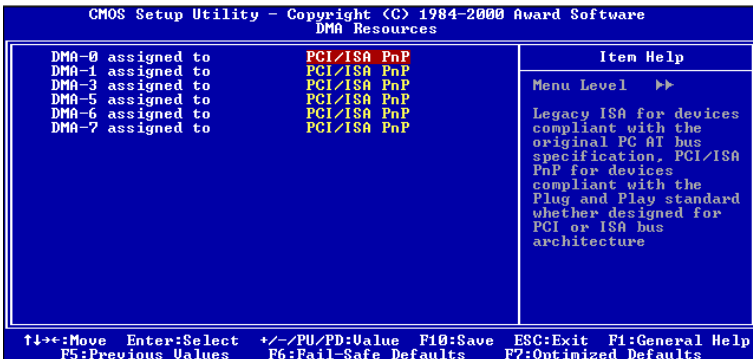 CMOS Setup Utility - Copyright (C) 1984-2000 Award Software
DMA Resources
DMA-0 assigned to PCI/ISA PnP
DMA-1 assigned to PCI/ISA PnP
DMA-3 assigned to PCI/ISA PnP
DMA-5 assigned to PCI/ISA PnP
DMA-6 assigned to PCI/ISA PnP
DMA-7 assigned to PCI/ISA PnP
Item Help
Menu Level ▶▶
Legacy ISA for devices
compliant with the
original PC AT bus
specification, PCI/ISA
PnP for devices
compliant with the
Plug and Play standard
whether designed for
PCI or ISA bus
architecture
↑↓→←:Move Enter:Select +/-/PU/PD:Value F10:Save ESC:Exit F1:General Help
F5:Previous Values F6:Fail-Safe Defaults F7:Optimized Defaults